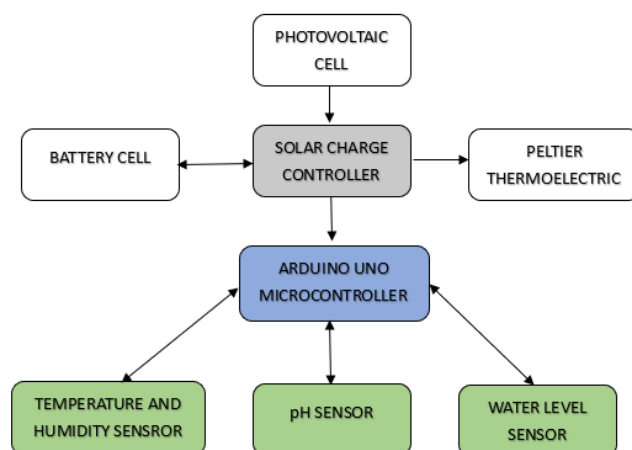 PHOTOVOLTAIC
CELL
BATTERY CELL
SOLAR CHARGE
CONTROLLER
PELTIER
THERMOELECTRIC
ARDUINO UNO
MICROCONTROLLER
TEMPERATURE AND
HUMIDITY SENSROR
pH SENSOR
WATER LEVEL
SENSOR